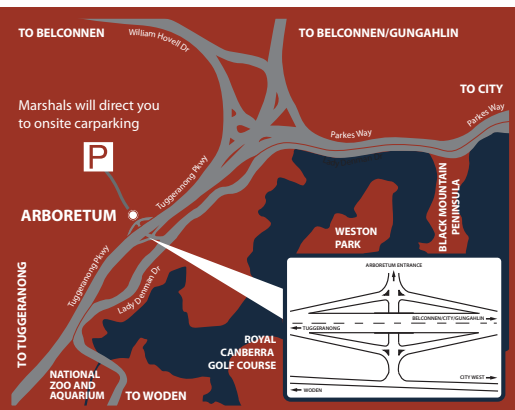 TO BELCONNEN
William Hovell Dr
TO BELCONNEN/GUNGAHLIN
TO CITY
Parkes Way
Parkes Way
Marshals will direct you
to onsite carparking
P
Tuggeranong Pkwy
ARBORETUM
BLACK MOUNTAIN
PENINSULA
WESTON
PARK
Tuggeranong Pkwy
Lady Denman Dr
TO TUGGERANONG
ROYAL
CANBERRA
GOLF COURSE
NATIONAL
ZOO AND
AQUARIUM
TO WODEN
ARBORETUM ENTRANCE
BELCONNEN/CITY/GUNGAHLIN
TUGGERANONG
CITY WEST
WODEN